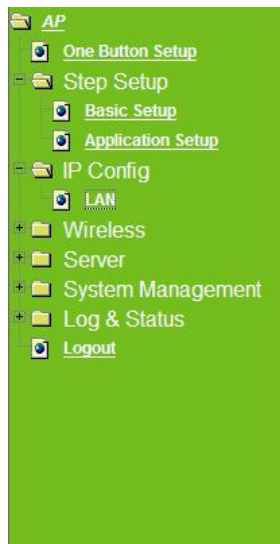 AP
One Button Setup
Step Setup
Basic Setup
Application Setup
IP Config
LAN
Wireless
Server
System Management
Log & Status
Logout